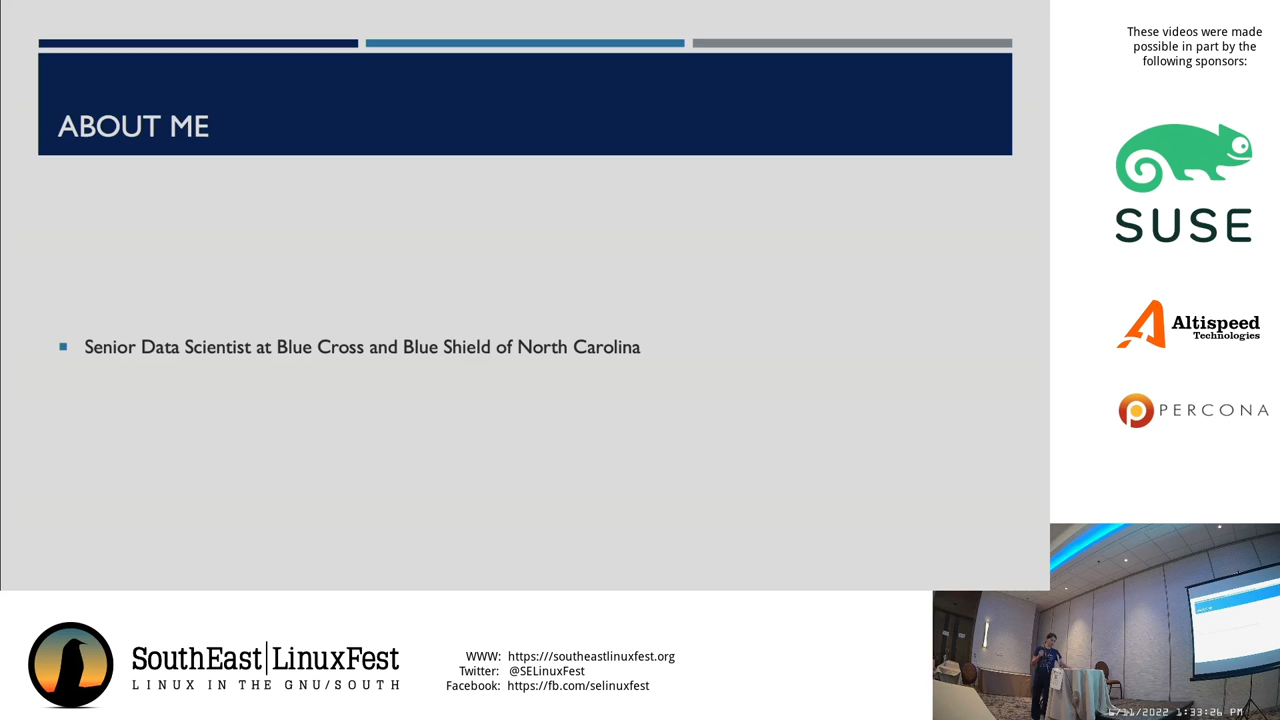 ABOUT ME
Senior Data Scientist at Blue Cross and Blue Shield of North Carolina
These videos were made
possible in part by the
following sponsors:
SUSE
Altispeed
Technologies
PERCONA
SouthEast|LinuxFest
LINUX IN THE GNU/SOUTH
WWW: https:///southeastlinuxfest.org
Twitter: @SELinuxFest
Facebook: https://fb.com/selinuxfest
6/11/2022 1:33:26 PM